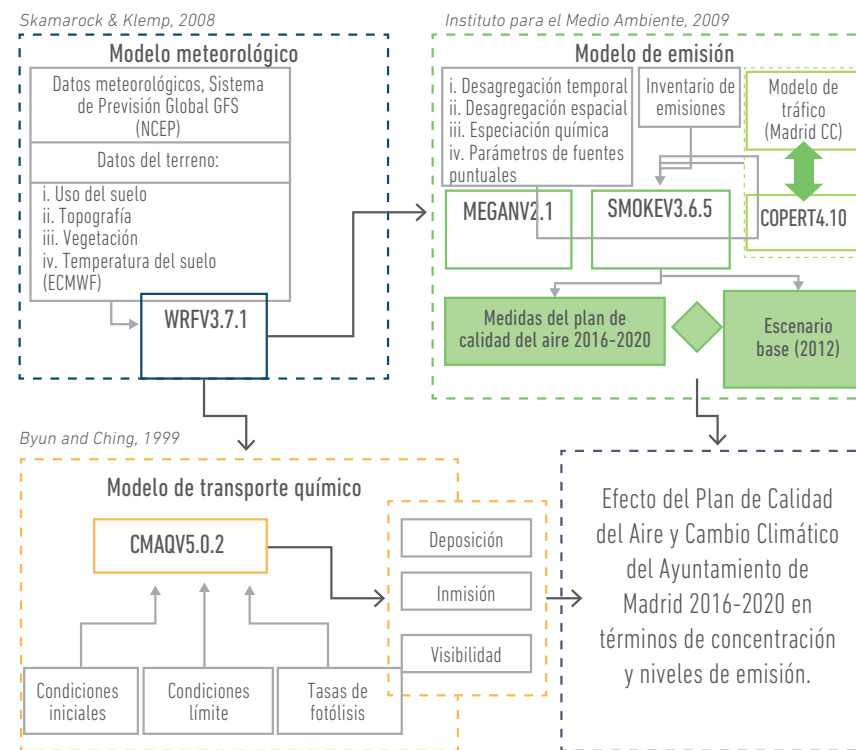 Skamarock & Klemp, 2008
Modelo meteorológico
Datos meteorológicos, Sistema
de Previsión Global GFS
(NCEP)
Datos del terreno:
i. Uso del suelo
ii. Topografía
iii. Vegetación
iv. Temperatura del suelo
(ECMWF)
WRFV3.7.1
Instituto para el Medio Ambiente, 2009
Modelo de emisión
i. Desagregación temporal
ii. Desagregación espacial
iii. Especiación química
iv. Parámetros de fuentes
puntuales
Inventario de
emisiones
Modelo de
tráfico
(Madrid CC)
MEGANV2.1
SMOKEV3.6.5
COPERT4.10
Medidas del plan de
calidad del aire 2016-2020
Escenario
base (2012)
Byun and Ching, 1999
Modelo de transporte químico
CMAQV5.0.2
Condiciones
iniciales
Condiciones
límite
Tasas de
fotólisis
Deposición
Inmisión
Visibilidad
Efecto del Plan de Calidad
del Aire y Cambio Climático
del Ayuntamiento de
Madrid 2016-2020 en
términos de concentración
y niveles de emisión.